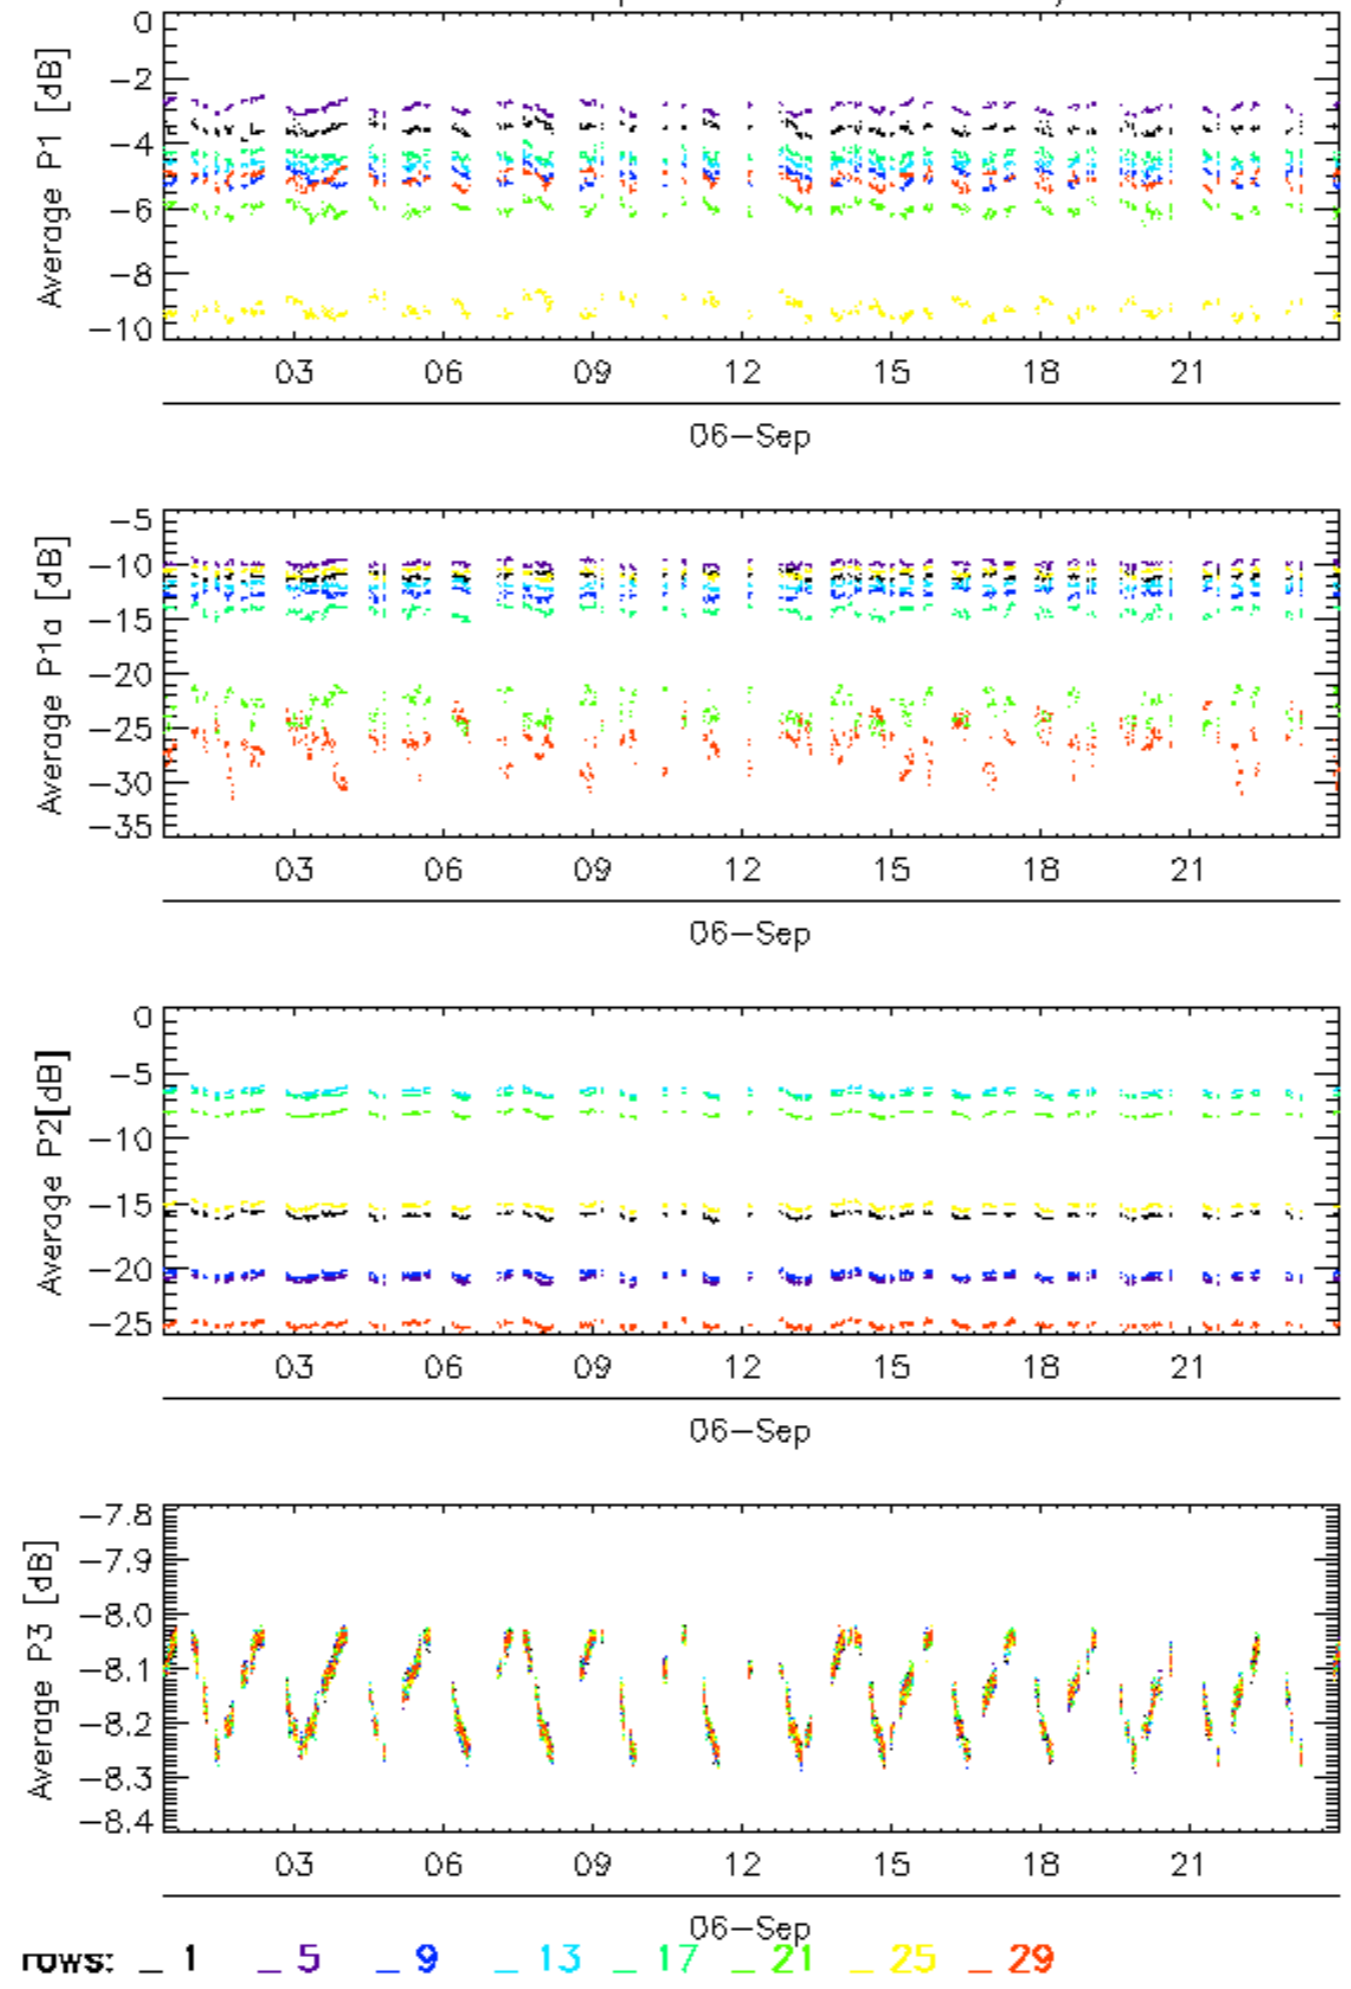 Average P1 [dB]
0
−2
−4
−6
−8
−10
03 06 09 12 15 18 21
06−Sep
Average P1a [dB]
−5
−10
−15
−20
−25
−30
−35
03 06 09 12 15 18 21
06−Sep
Average P2[dB]
0
−5
−10
−15
−20
−25
03 06 09 12 15 18 21
06−Sep
Average P3 [dB]
−7.8
−7.9
−8.0
−8.1
−8.2
−8.3
−8.4
03 06 09 12 15 18 21
06−Sep
rows: _ 1 _ 5 _ 9 _ 13 _ 17 _ 21 _ 25 _ 29